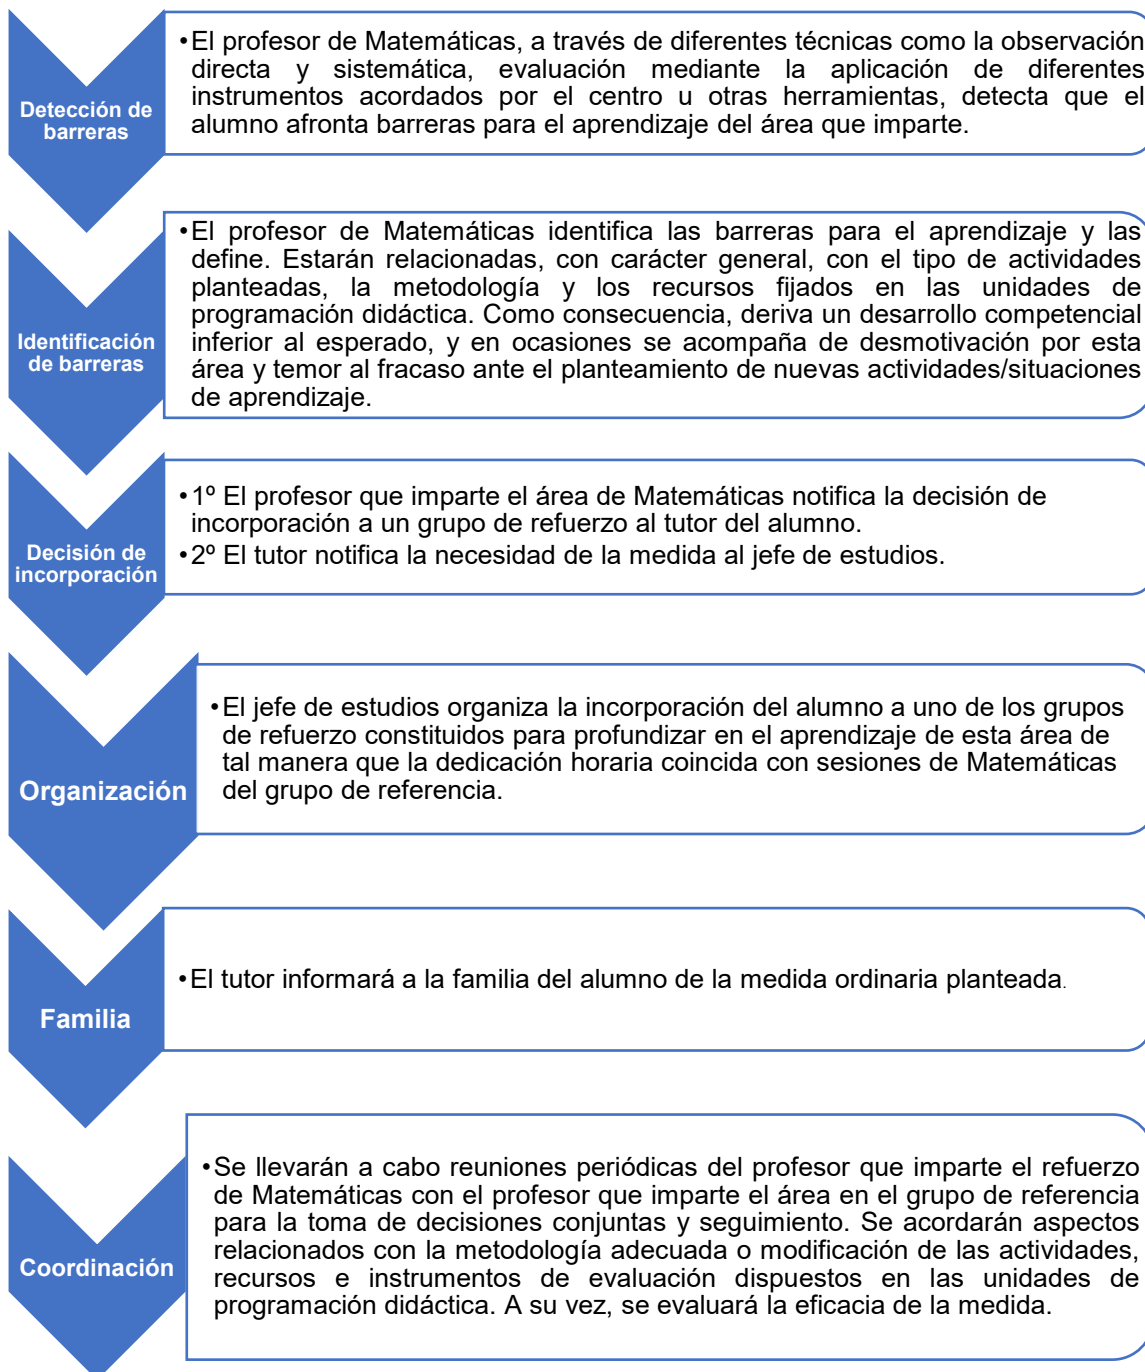 Detección de
barreras
•El profesor de Matemáticas, a través de diferentes técnicas como la observación
directa y sistemática, evaluación mediante la aplicación de diferentes
instrumentos acordados por el centro u otras herramientas, detecta que el
alumno afronta barreras para el aprendizaje del área que imparte.
Identificación
de barreras
•El profesor de Matemáticas identifica las barreras para el aprendizaje y las
define. Estarán relacionadas, con carácter general, con el tipo de actividades
planteadas, la metodología y los recursos fijados en las unidades de
programación didáctica. Como consecuencia, deriva un desarrollo competencial
inferior al esperado, y en ocasiones se acompaña de desmotivación por esta
área y temor al fracaso ante el planteamiento de nuevas actividades/situaciones
de aprendizaje.
Decisión de
incorporación
•1º El profesor que imparte el área de Matemáticas notifica la decisión de
incorporación a un grupo de refuerzo al tutor del alumno.
•2º El tutor notifica la necesidad de la medida al jefe de estudios.
Organización
•El jefe de estudios organiza la incorporación del alumno a uno de los grupos
de refuerzo constituidos para profundizar en el aprendizaje de esta área de
tal manera que la dedicación horaria coincida con sesiones de Matemáticas
del grupo de referencia.
Familia
•El tutor informará a la familia del alumno de la medida ordinaria planteada.
Coordinación
•Se llevarán a cabo reuniones periódicas del profesor que imparte el refuerzo
de Matemáticas con el profesor que imparte el área en el grupo de referencia
para la toma de decisiones conjuntas y seguimiento. Se acordarán aspectos
relacionados con la metodología adecuada o modificación de las actividades,
recursos e instrumentos de evaluación dispuestos en las unidades de
programación didáctica. A su vez, se evaluará la eficacia de la medida.